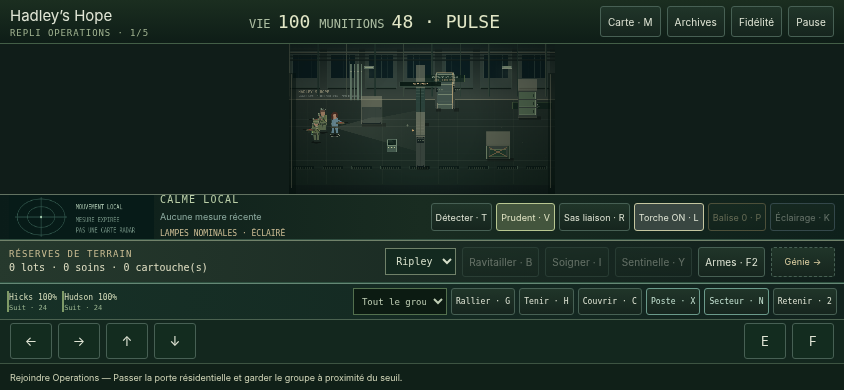 Hadley’s Hope
REPLI OPERATIONS · 1/5
VIE 100 MUNITIONS 48 · PULSE
Carte · M
Archives
Fidélité
Pause
MOUVEMENT LOCAL
MESURE EXPIRÉE
PAS UNE CARTE RADAR
CALME LOCAL
Aucune mesure récente
LAMPES NOMINALES · ÉCLAIRÉ
Détecter · T
Prudent · V
Sas liaison · R
Torche ON · L
Balise 0 · P
Éclairage · K
RÉSERVES DE TERRAIN
0 lots · 0 soins · 0 cartouche(s)
Ripley
Ravitailler · B
Soigner · I
Sentinelle · Y
Armes · F2
Génie →
Hicks 100%
Suit · 24
Hudson 100%
Suit · 24
Tout le grou
Rallier · G
Tenir · H
Couvrir · C
Poste · X
Secteur · N
Retenir · 2
← → ↑ ↓
E
F
Rejoindre Operations — Passer la porte résidentielle et garder le groupe à proximité du seuil.